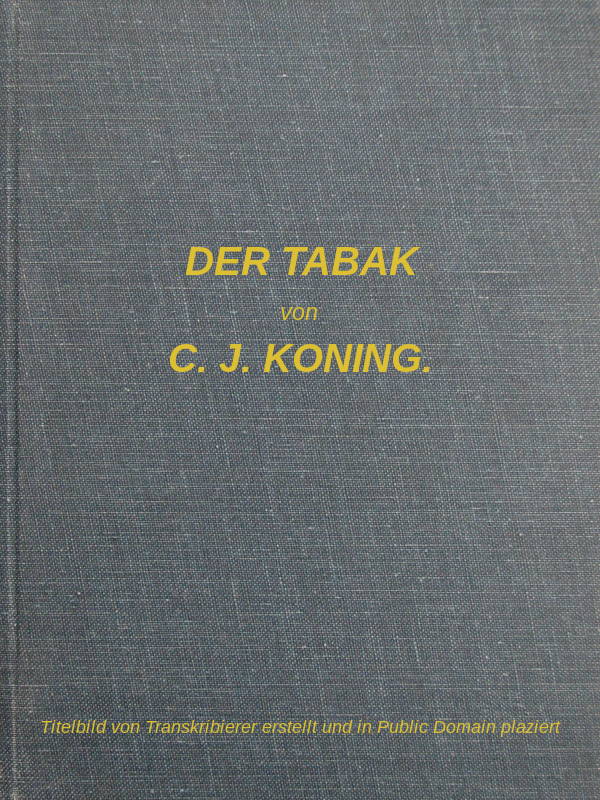 DER TABAK
von
C. J. KONING.
Titelbild von Transkribierer erstellt und in Public Domain plaziert